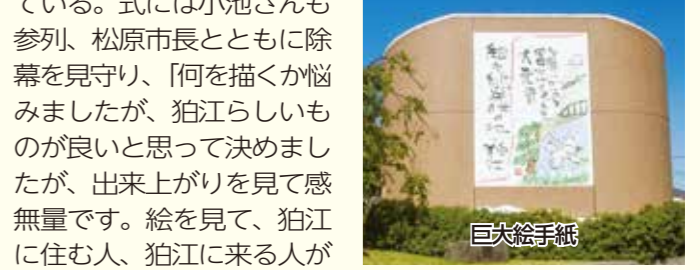 ている。式には小池さんも
参列、松原市長とともに除
幕を見守り、「何を描くか悩
みましたが、狛江らしいも
のが良いと思って決めまし
たが、出来上がりを見て感
無量です。絵を見て、狛江
に住む人、狛江に来る人が
巨大絵手紙